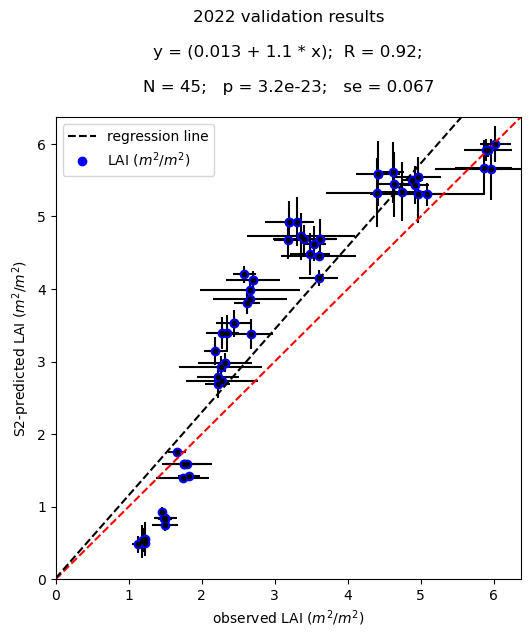 2022 validation results
y = (0.013 + 1.1 * x);  R = 0.92;
N = 45;   p = 3.2e-23;   se = 0.067
regression line
LAI (m²/m²)
6
5
4
3
2
1
0
S2-predicted LAI (m²/m²)
0 1 2 3 4 5 6
observed LAI (m²/m²)